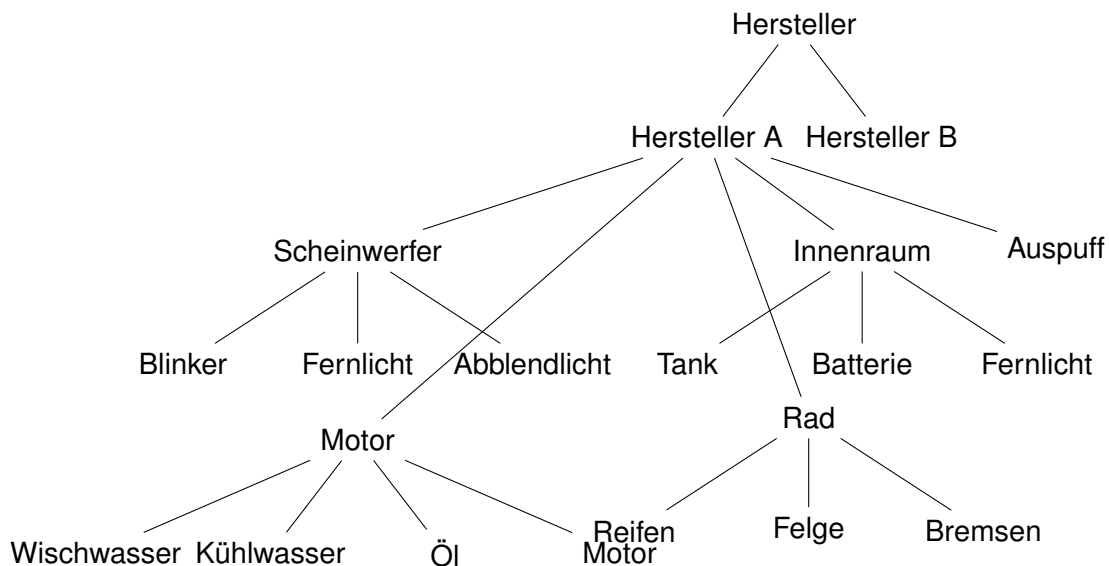 Hersteller
Hersteller A Hersteller B
Scheinwerfer Innenraum Auspuff
Blinker Fernlicht Abblendlicht Tank Batterie Fernlicht
Motor Rad
Wischwasser Kühlwasser Öl Motor Reifen Felge Bremsen